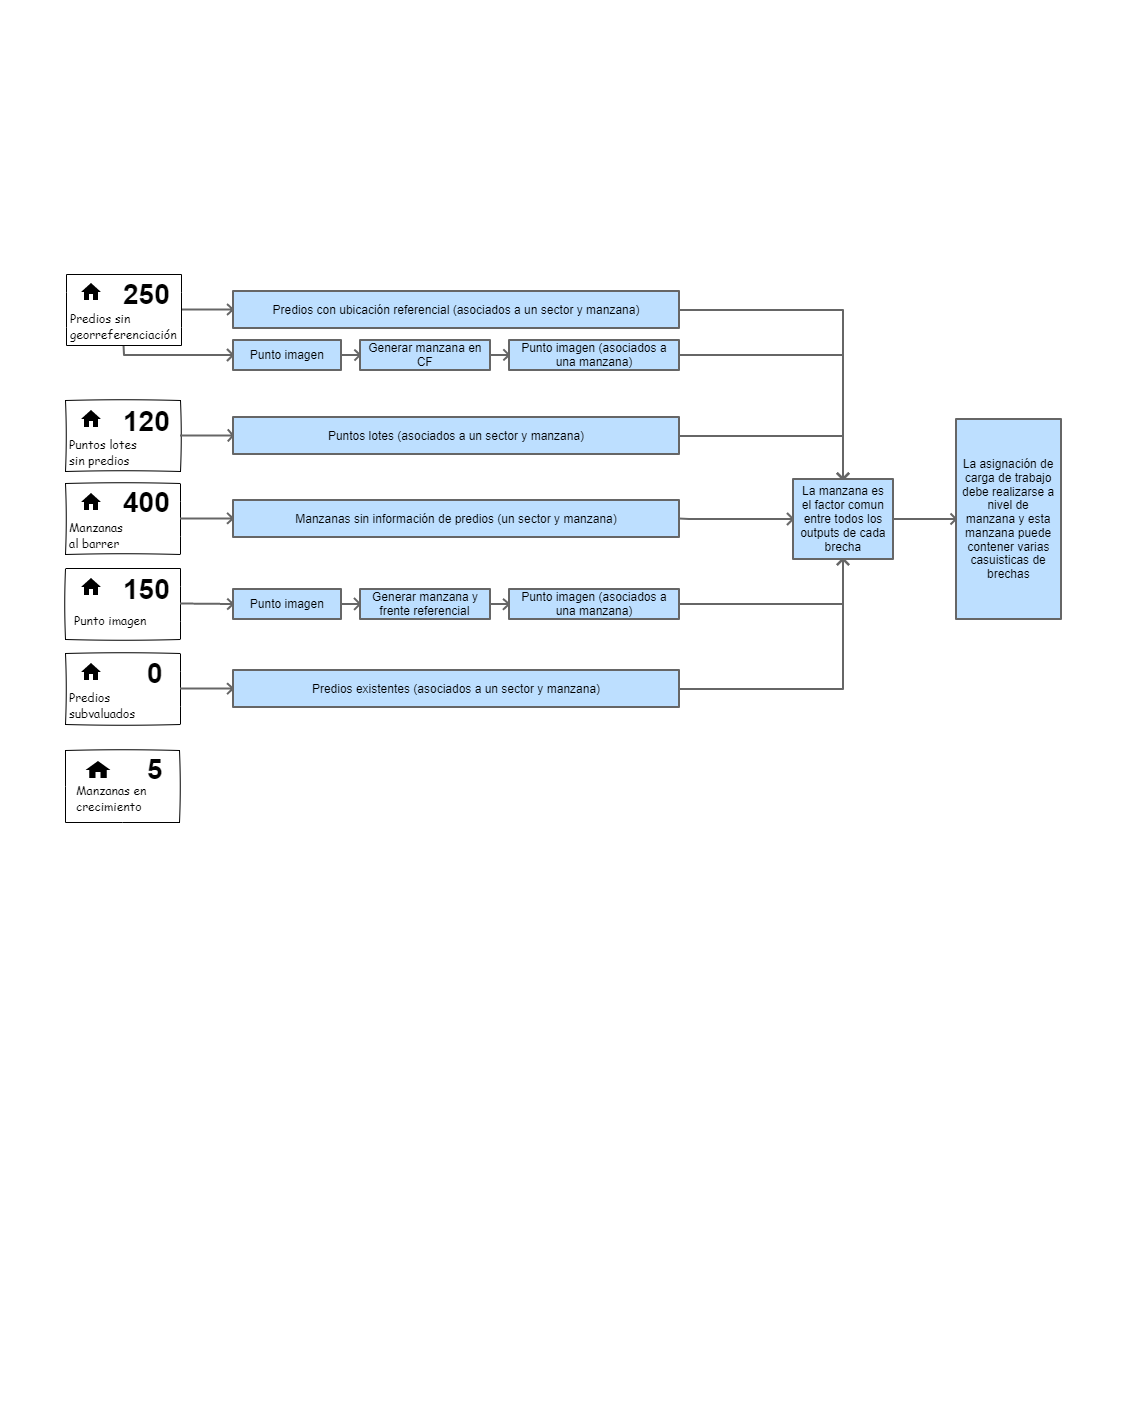 250
Predios sin
georreferenciación
Predios con ubicación referencial (asociados a un sector y manzana)
Punto imagen
Generar manzana en
CF
Punto imagen (asociados a
una manzana)
120
Puntos lotes
sin predios
Puntos lotes (asociados a un sector y manzana)
400
Manzanas
al barrer
Manzanas sin información de predios (un sector y manzana)
150
Punto imagen
Punto imagen
Generar manzana y
frente referencial
Punto imagen (asociados a
una manzana)
0
Predios
subvaluados
Predios existentes (asociados a un sector y manzana)
5
Manzanas en
crecimiento
La manzana es
el factor comun
entre todos los
outputs de cada
brecha
La asignación de
carga de trabajo
debe realizarse a
nivel de
manzana y esta
manzana puede
contener varias
casuisticas de
brechas